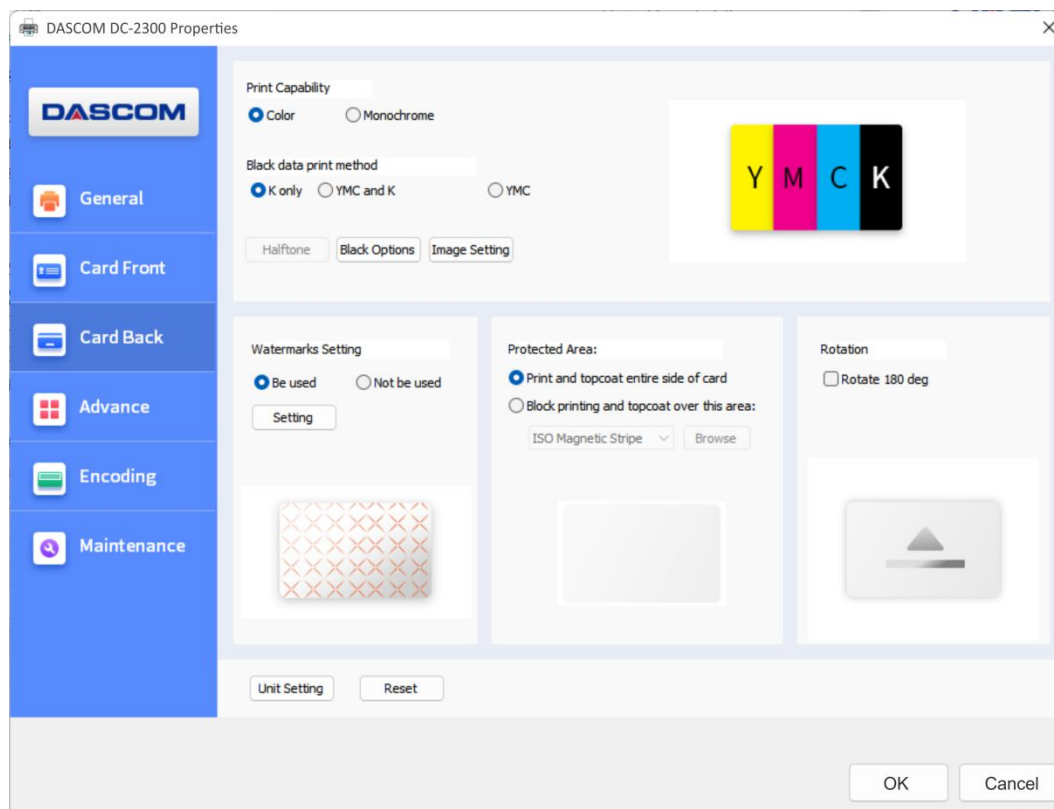 DASCOM DC-2300 Properties
DASCOM
General
Card Front
Card Back
Advance
Encoding
Maintenance
Print Capability
Color Monochrome
Black data print method
K only YMC and K YMC
Halftone Black Options Image Setting
Y M C K
Watermarks Setting
Be used Not be used
Setting
Protected Area:
Print and topcoat entire side of card
Block printing and topcoat over this area:
ISO Magnetic Stripe Browse
Rotation
Rotate 180 deg
Unit Setting Reset
OK Cancel